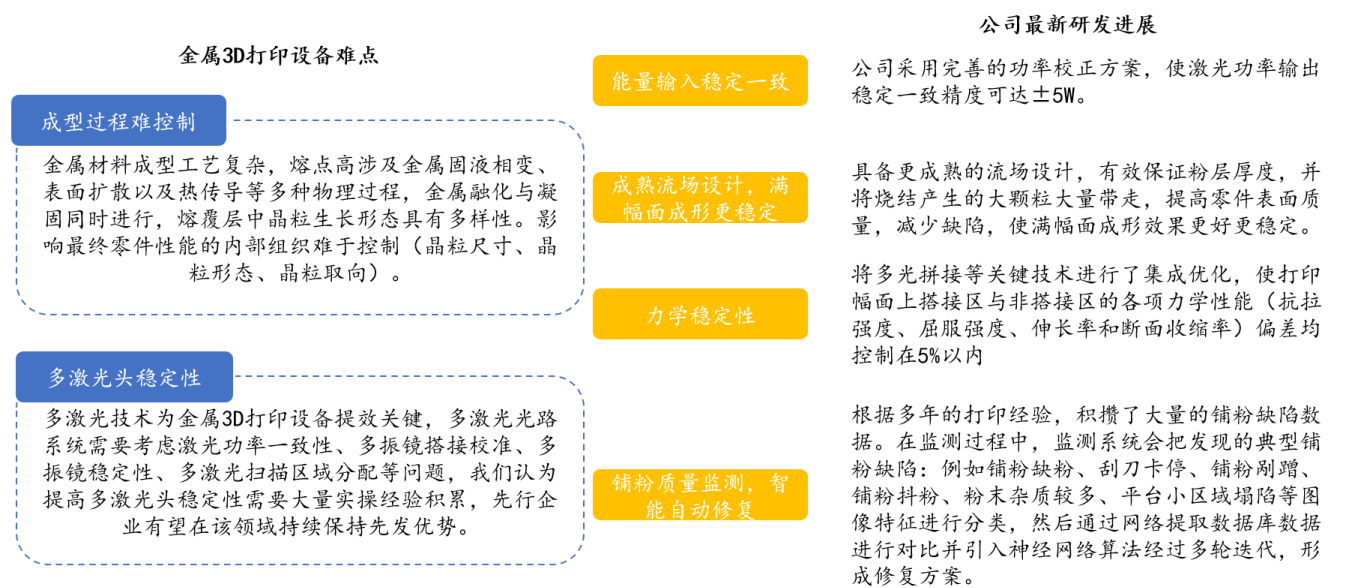 金属3D打印设备难点
成型过程难控制
金属材料成型工艺复杂，熔点高涉及金属固液相变、
表面扩散以及热传导等多种物理过程，金属融化与凝
固同时进行，熔覆层中晶粒生长形态具有多样性。影
响最终零件性能的内部组织难于控制（晶粒尺寸、晶
粒形态、晶粒取向）。
多激光头稳定性
多激光技术为金属3D打印设备提效关键，多激光光路
系统需要考虑激光功率一致性、多振镜搭接校准、多
振镜稳定性、多激光扫描区域分配等问题，我们认为
提高多激光头稳定性需要大量实操经验积累，先行企
业有望在该领域持续保持先发优势。
公司最新研发进展
能量输入稳定一致
公司采用完善的功率校正方案，使激光功率输出
稳定一致精度可达±5W。
成熟流场设计，满
幅面成形更稳定
具备更成熟的流场设计，有效保证粉层厚度，并
将烧结产生的大颗粒大量带走，提高零件表面质
量，减少缺陷，使满幅面成形效果更好更稳定。
力学稳定性
将多光拼接等关键技术进行了集成优化，使打印
幅面上搭接区与非搭接区的各项力学性能（抗拉
强度、屈服强度、伸长率和断面收缩率）偏差均
控制在5%以内
铺粉质量监测，智
能自动修复
根据多年的打印经验，积攒了大量的铺粉缺陷数
据。在监测过程中，监测系统会把发现的典型铺
粉缺陷：例如铺粉缺粉、刮刀卡停、铺粉剐蹭、
铺粉抖粉、粉末杂质较多、平台小区域塌陷等图
像特征进行分类，然后通过网络提取数据库数据
进行对比并引入神经网络算法经过多轮迭代，形
成修复方案。